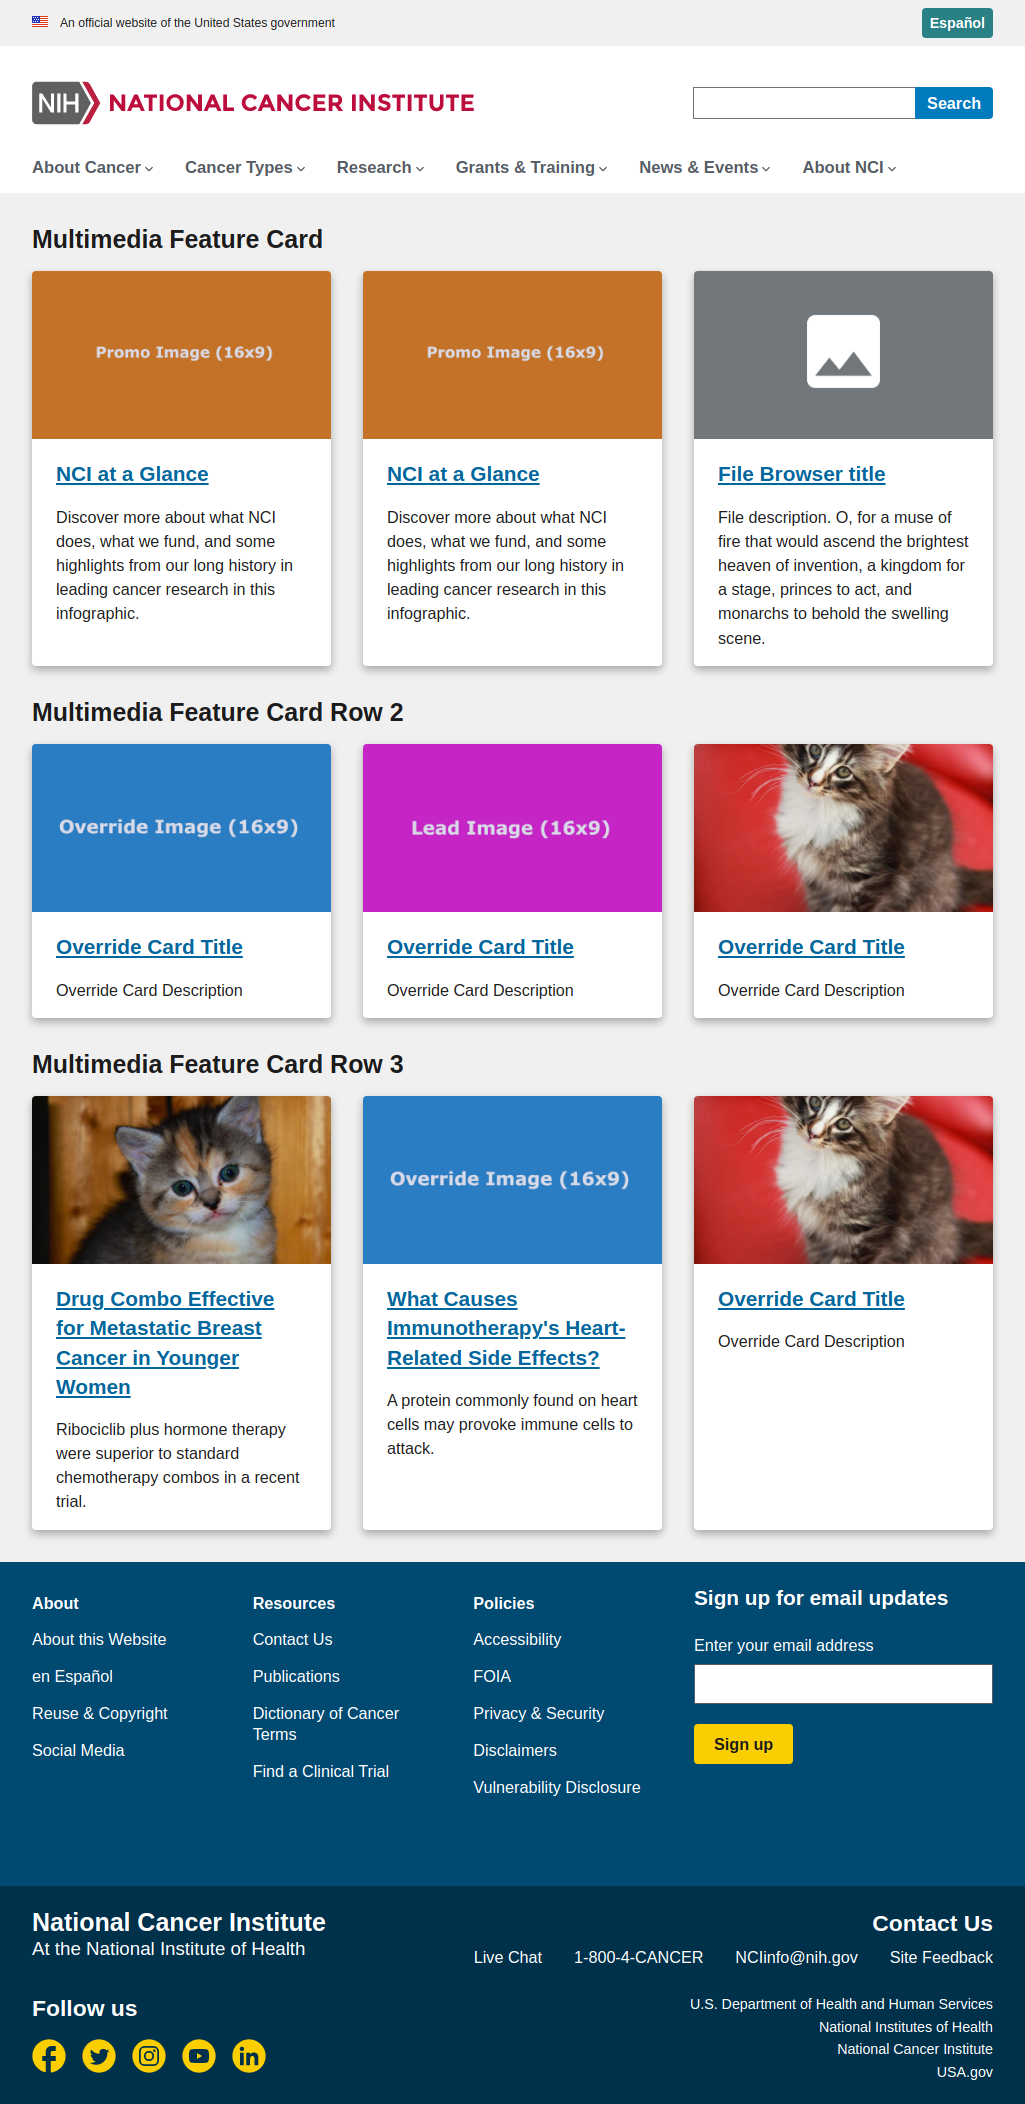 An official website of the United States government
Español
NIH NATIONAL CANCER INSTITUTE
Search
About Cancer
Cancer Types
Research
Grants & Training
News & Events
About NCI
Multimedia Feature Card
Promo Image (16x9)
NCI at a Glance
Discover more about what NCI
does, what we fund, and some
highlights from our long history in
leading cancer research in this
infographic.
Promo Image (16x9)
NCI at a Glance
Discover more about what NCI
does, what we fund, and some
highlights from our long history in
leading cancer research in this
infographic.
File Browser title
File description. O, for a muse of
fire that would ascend the brightest
heaven of invention, a kingdom for
a stage, princes to act, and
monarchs to behold the swelling
scene.
Multimedia Feature Card Row 2
Override Image (16x9)
Override Card Title
Override Card Description
Lead Image (16x9)
Override Card Title
Override Card Description
Override Card Title
Override Card Description
Multimedia Feature Card Row 3
Drug Combo Effective
for Metastatic Breast
Cancer in Younger
Women
Ribociclib plus hormone therapy
were superior to standard
chemotherapy combos in a recent
trial.
Override Image (16x9)
What Causes
Immunotherapy's Heart-
Related Side Effects?
A protein commonly found on heart
cells may provoke immune cells to
attack.
Override Card Title
Override Card Description
About
About this Website
en Español
Reuse & Copyright
Social Media
Resources
Contact Us
Publications
Dictionary of Cancer
Terms
Find a Clinical Trial
Policies
Accessibility
FOIA
Privacy & Security
Disclaimers
Vulnerability Disclosure
Sign up for email updates
Enter your email address
Sign up
National Cancer Institute
At the National Institute of Health
Contact Us
Live Chat
1-800-4-CANCER
NCIinfo@nih.gov
Site Feedback
Follow us
U.S. Department of Health and Human Services
National Institutes of Health
National Cancer Institute
USA.gov